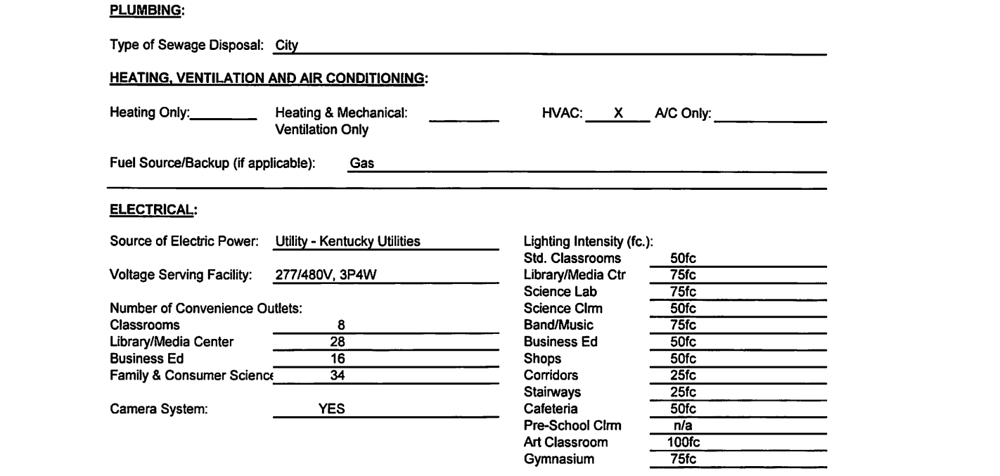 PLUMBING:
Type of Sewage Disposal: City
HEATING, VENTILATION AND AIR CONDITIONING:
Heating Only: Heating & Mechanical: HVAC: X A/C Only:
Ventilation Only
Fuel Source/Backup (if applicable): Gas
ELECTRICAL:
Source of Electric Power: Utility - Kentucky Utilities
Voltage Serving Facility: 277/480V, 3P4W
Number of Convenience Outlets:
Classrooms 8
Library/Media Center 28
Business Ed 16
Family & Consumer Science 34
Camera System: YES
Lighting Intensity (fc.):
Std. Classrooms 50fc
Library/Media Ctr 75fc
Science Lab 75fc
Science Clrm 50fc
Band/Music 75fc
Business Ed 50fc
Shops 50fc
Corridors 25fc
Stairways 25fc
Cafeteria 50fc
Pre-School Clrm n/a
Art Classroom 100fc
Gymnasium 75fc